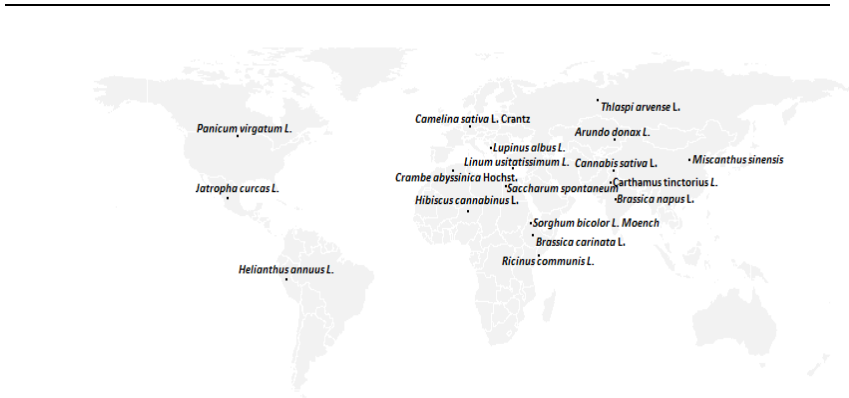 Thlaspi arvense L.
Camelina sativa L. Crantz
Panicum virgatum L.
Arundo donax L.
Lupinus albus L.
Linum usitatissimum L.
Cannabis sativa L.
Miscanthus sinensis
Crambe abyssinica Hochst.
Carthamus tinctorius L.
Jatropha curcas L.
Saccharum spontaneum
Hibiscus cannabinus L.
Brassica napus L.
Sorghum bicolor L. Moench
Brassica carinata L.
Ricinus communis L.
Helianthus annuus L.